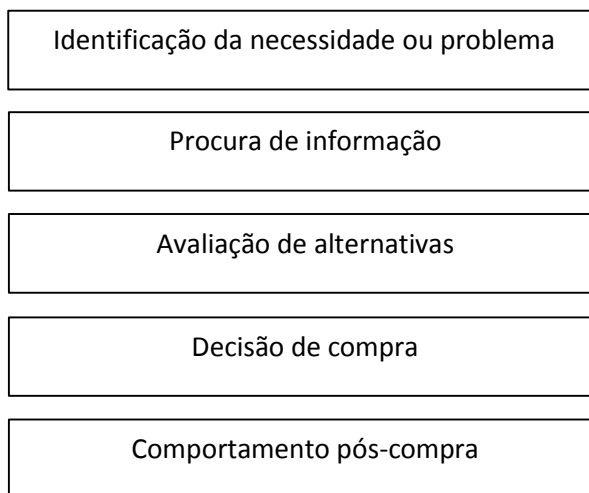 Identificação da necessidade ou problema
Procura de informação
Avaliação de alternativas
Decisão de compra
Comportamento pós-compra